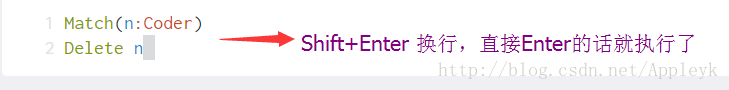 1 Match(n:Coder)
2 Delete n
Shift+Enter 换行，直接Enter的话就执行了
http://blog.csdn.net/Appleyk